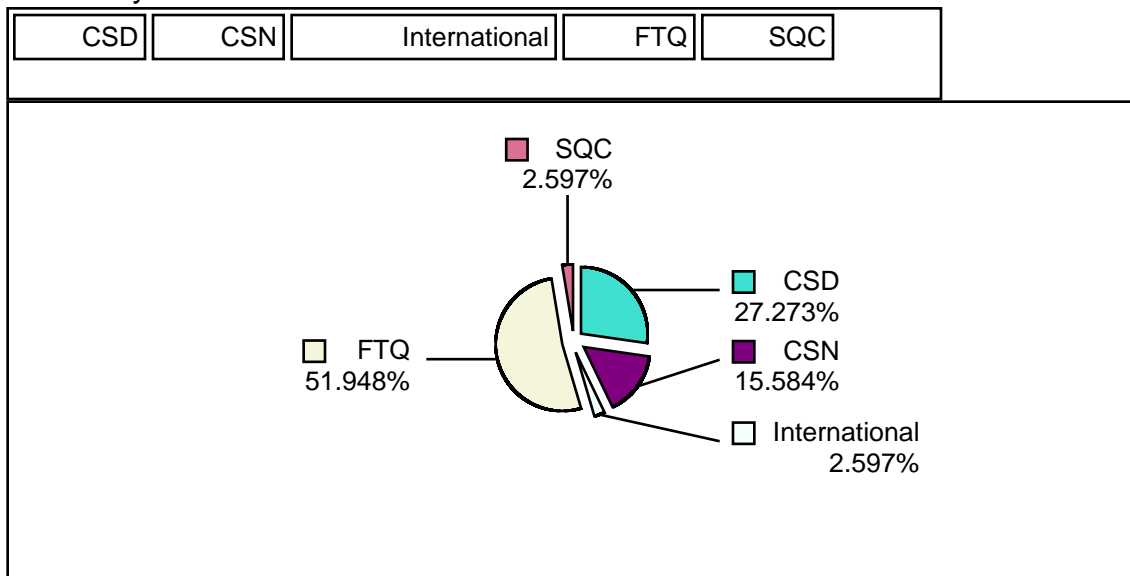 CSD CSN International FTQ SQC
SQC
2.597%
CSD
27.273%
FTQ
51.948%
CSN
15.584%
International
2.597%